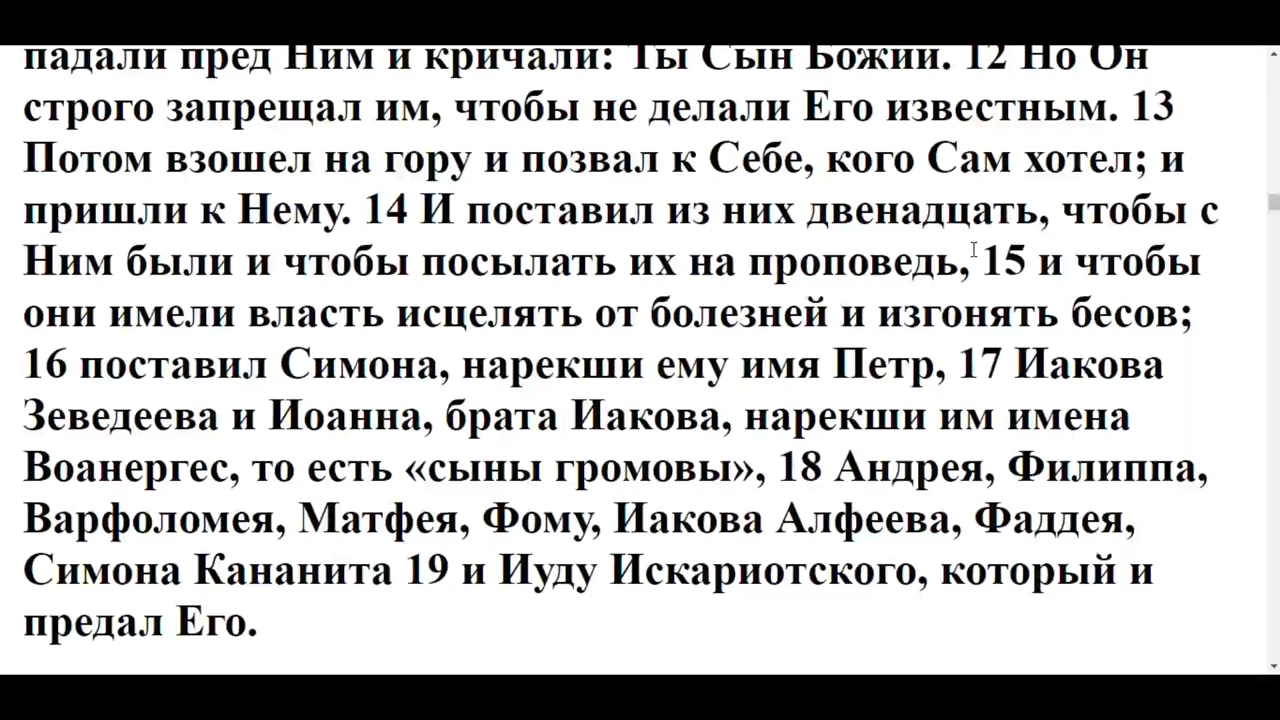 падали пред Ним и кричали: Ты Сын Божий. 12 Но Он
строго запрещал им, чтобы не делали Его известным. 13
Потом взошел на гору и позвал к Себе, кого Сам хотел; и
пришли к Нему. 14 И поставил из них двенадцать, чтобы с
Ним были и чтобы посылать их на проповедь, 15 и чтобы
они имели власть исцелять от болезней и изгонять бесов;
16 поставил Симона, нарекши ему имя Петр, 17 Иакова
Зеведеева и Иоанна, брата Иакова, нарекши им имена
Воанергес, то есть «сыны громовы», 18 Андрея, Филиппа,
Варфоломея, Матфея, Фому, Иакова Алфеева, Фаддея,
Симона Кананита 19 и Иуду Искариотского, который и
предал Его.